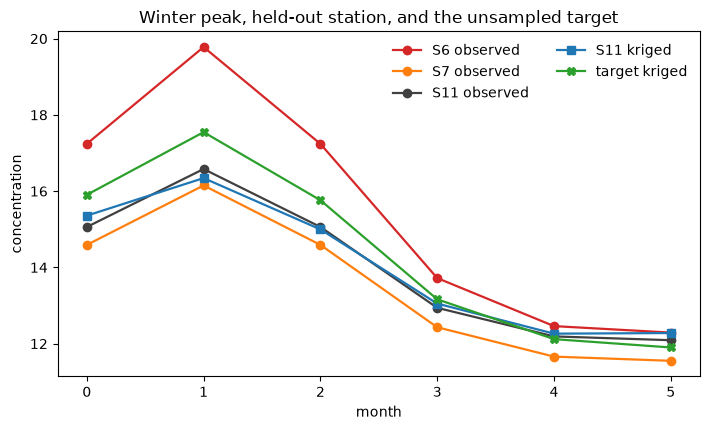 Winter peak, held-out station, and the unsampled target
S6 observed
S7 observed
S11 observed
S11 kriged
target kriged
concentration
20
18
16
14
12
0 1 2 3 4 5
month